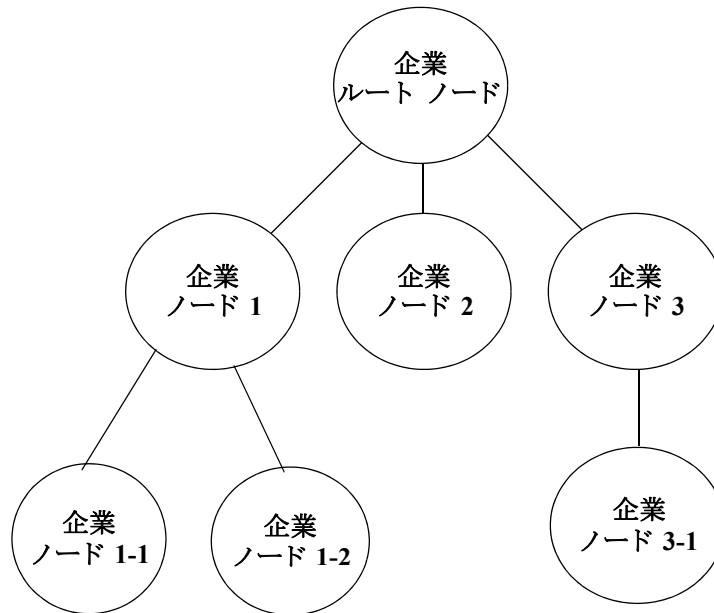 企業
ルート ノード
企業
ノード 1
企業
ノード 2
企業
ノード 3
企業
ノード 1-1
企業
ノード 1-2
企業
ノード 3-1